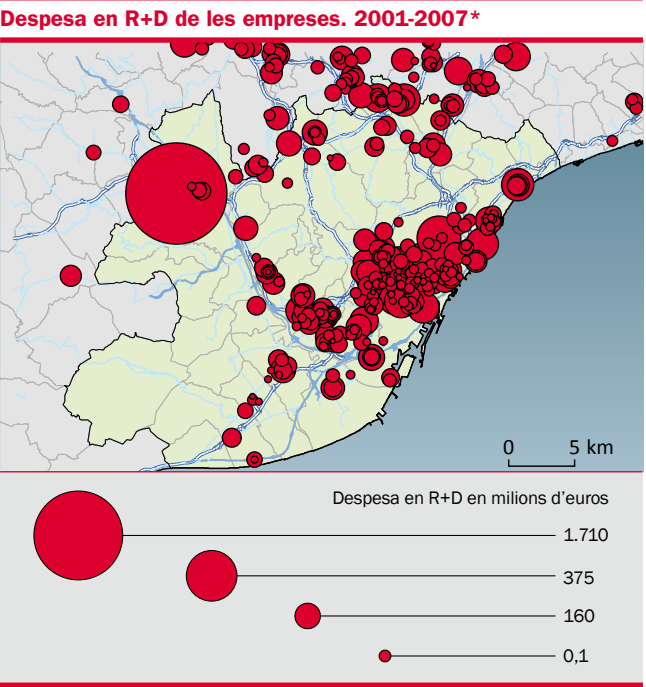 Despesa en R+D de les empreses. 2001-2007*
0 5 km
Despesa en R+D en milions d'euros
1.710
375
160
0,1